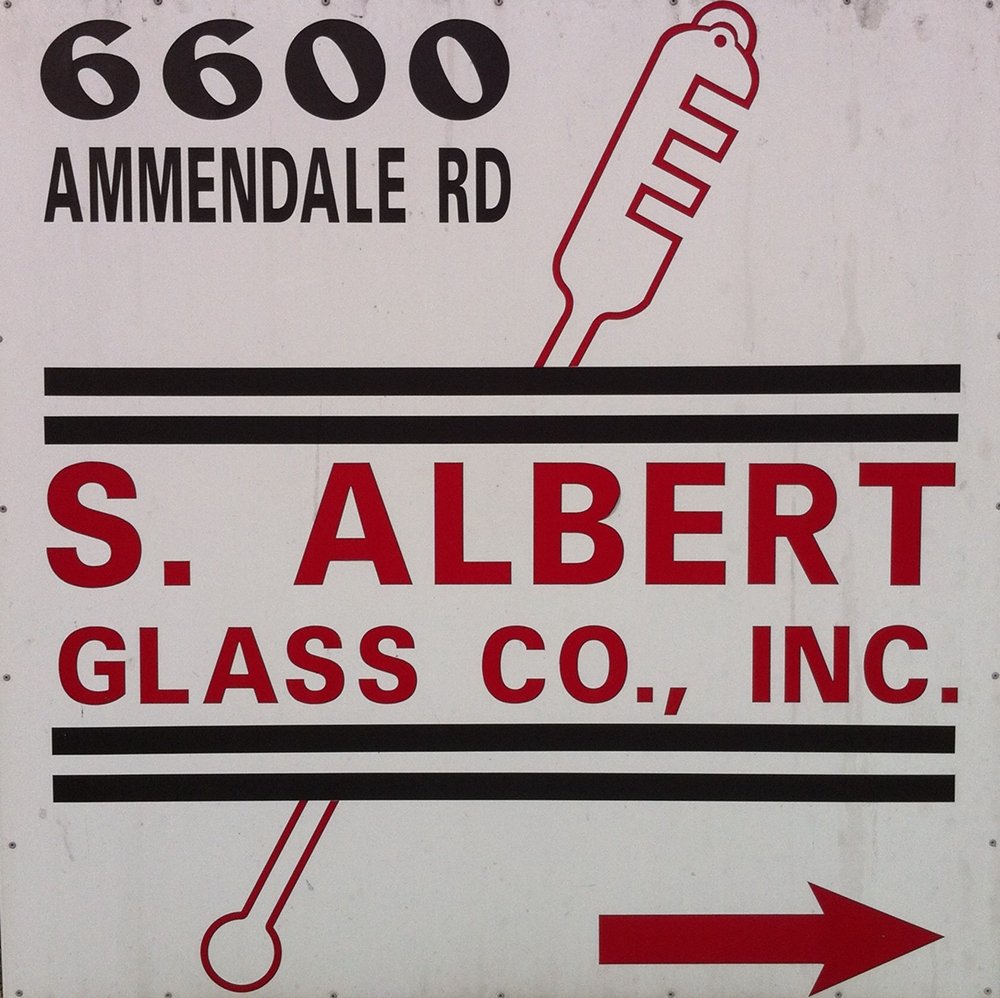 6600
AMMENDALE RD
S. ALBERT
GLASS CO., INC.